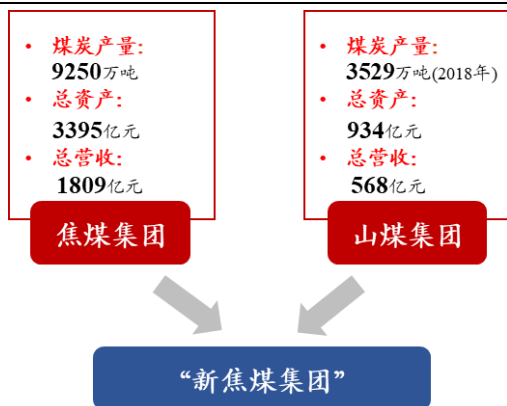 • 煤炭产量:
9250万吨
• 总资产:
3395亿元
• 总营收:
1809亿元
焦煤集团
• 煤炭产量:
3529万吨(2018年)
• 总资产:
934亿元
• 总营收:
568亿元
山煤集团
“新焦煤集团”